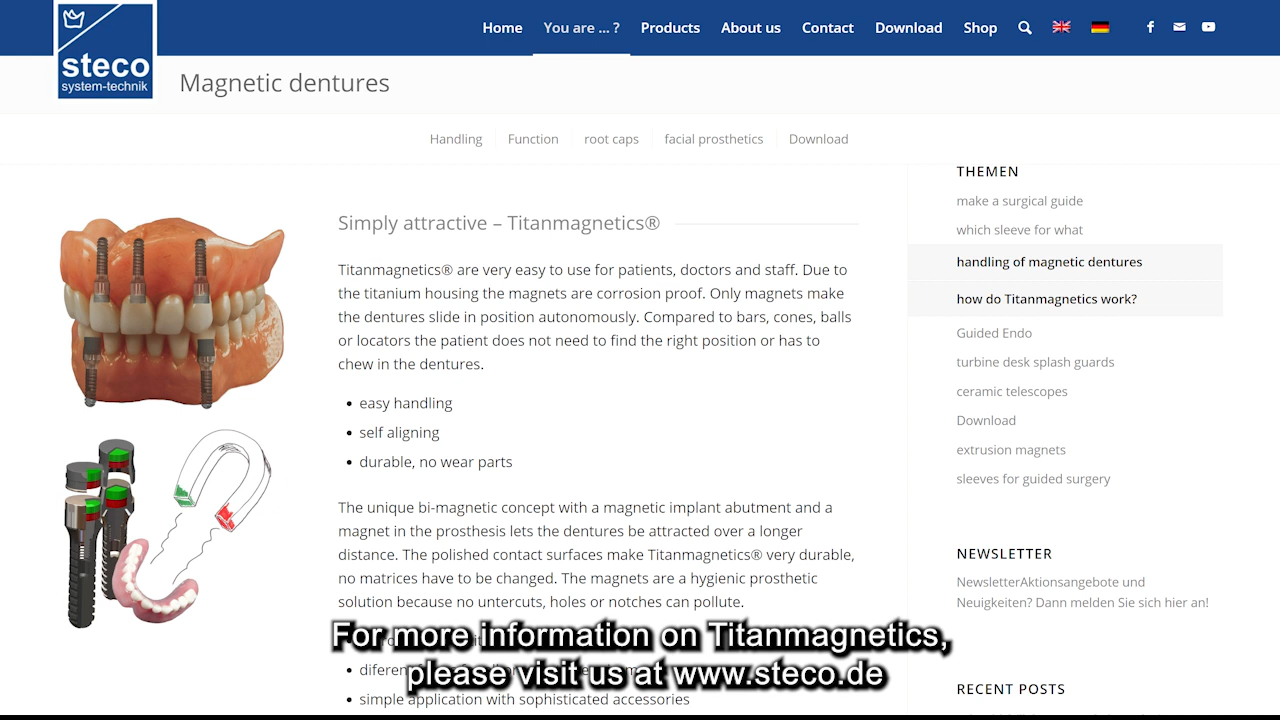 steco
system-technik
Home You are ... ? Products About us Contact Download Shop
Magnetic dentures
Handling Function root caps facial prosthetics Download
Simply attractive – Titanmagnetics®
Titanmagnetics® are very easy to use for patients, doctors and staff. Due to
the titanium housing the magnets are corrosion proof. Only magnets make
the dentures slide in position autonomously. Compared to bars, cones, balls
or locators the patient does not need to find the right position or has to
chew in the dentures.
• easy handling
• self aligning
• durable, no wear parts
The unique bi-magnetic concept with a magnetic implant abutment and a
magnet in the prosthesis lets the dentures be attracted over a longer
distance. The polished contact surfaces make Titanmagnetics® very durable,
no matrices have to be changed. The magnets are a hygienic prosthetic
solution because no untercuts, holes or notches can pollute.
• simple application with sophisticated accessories
THEMEN
make a surgical guide
which sleeve for what
handling of magnetic dentures
how do Titanmagnetics work?
Guided Endo
turbine desk splash guards
ceramic telescopes
Download
extrusion magnets
sleeves for guided surgery
NEWSLETTER
NewsletterAktionsangebote und
Neuigkeiten? Dann melden Sie sich hier an!
RECENT POSTS
For more information on Titanmagnetics,
please visit us at www.steco.de